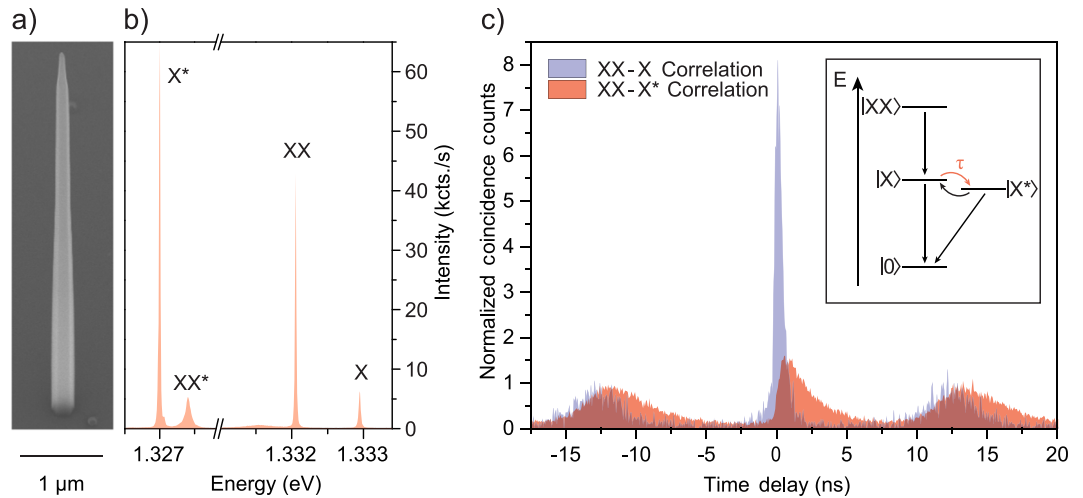 a)
1 µm
b)
X*
XX*
XX
X
60
50
40
30
20
10
0
Intensity (kcts./s)
1.327
1.332
1.333
Energy (eV)
c)
Normalized coincidence counts
8
7
6
5
4
3
2
1
0
XX-X Correlation
XX-X* Correlation
E
|XX⟩
τ
|X⟩
|X*⟩
|0⟩
-15
-10
-5
0
5
10
15
20
Time delay (ns)